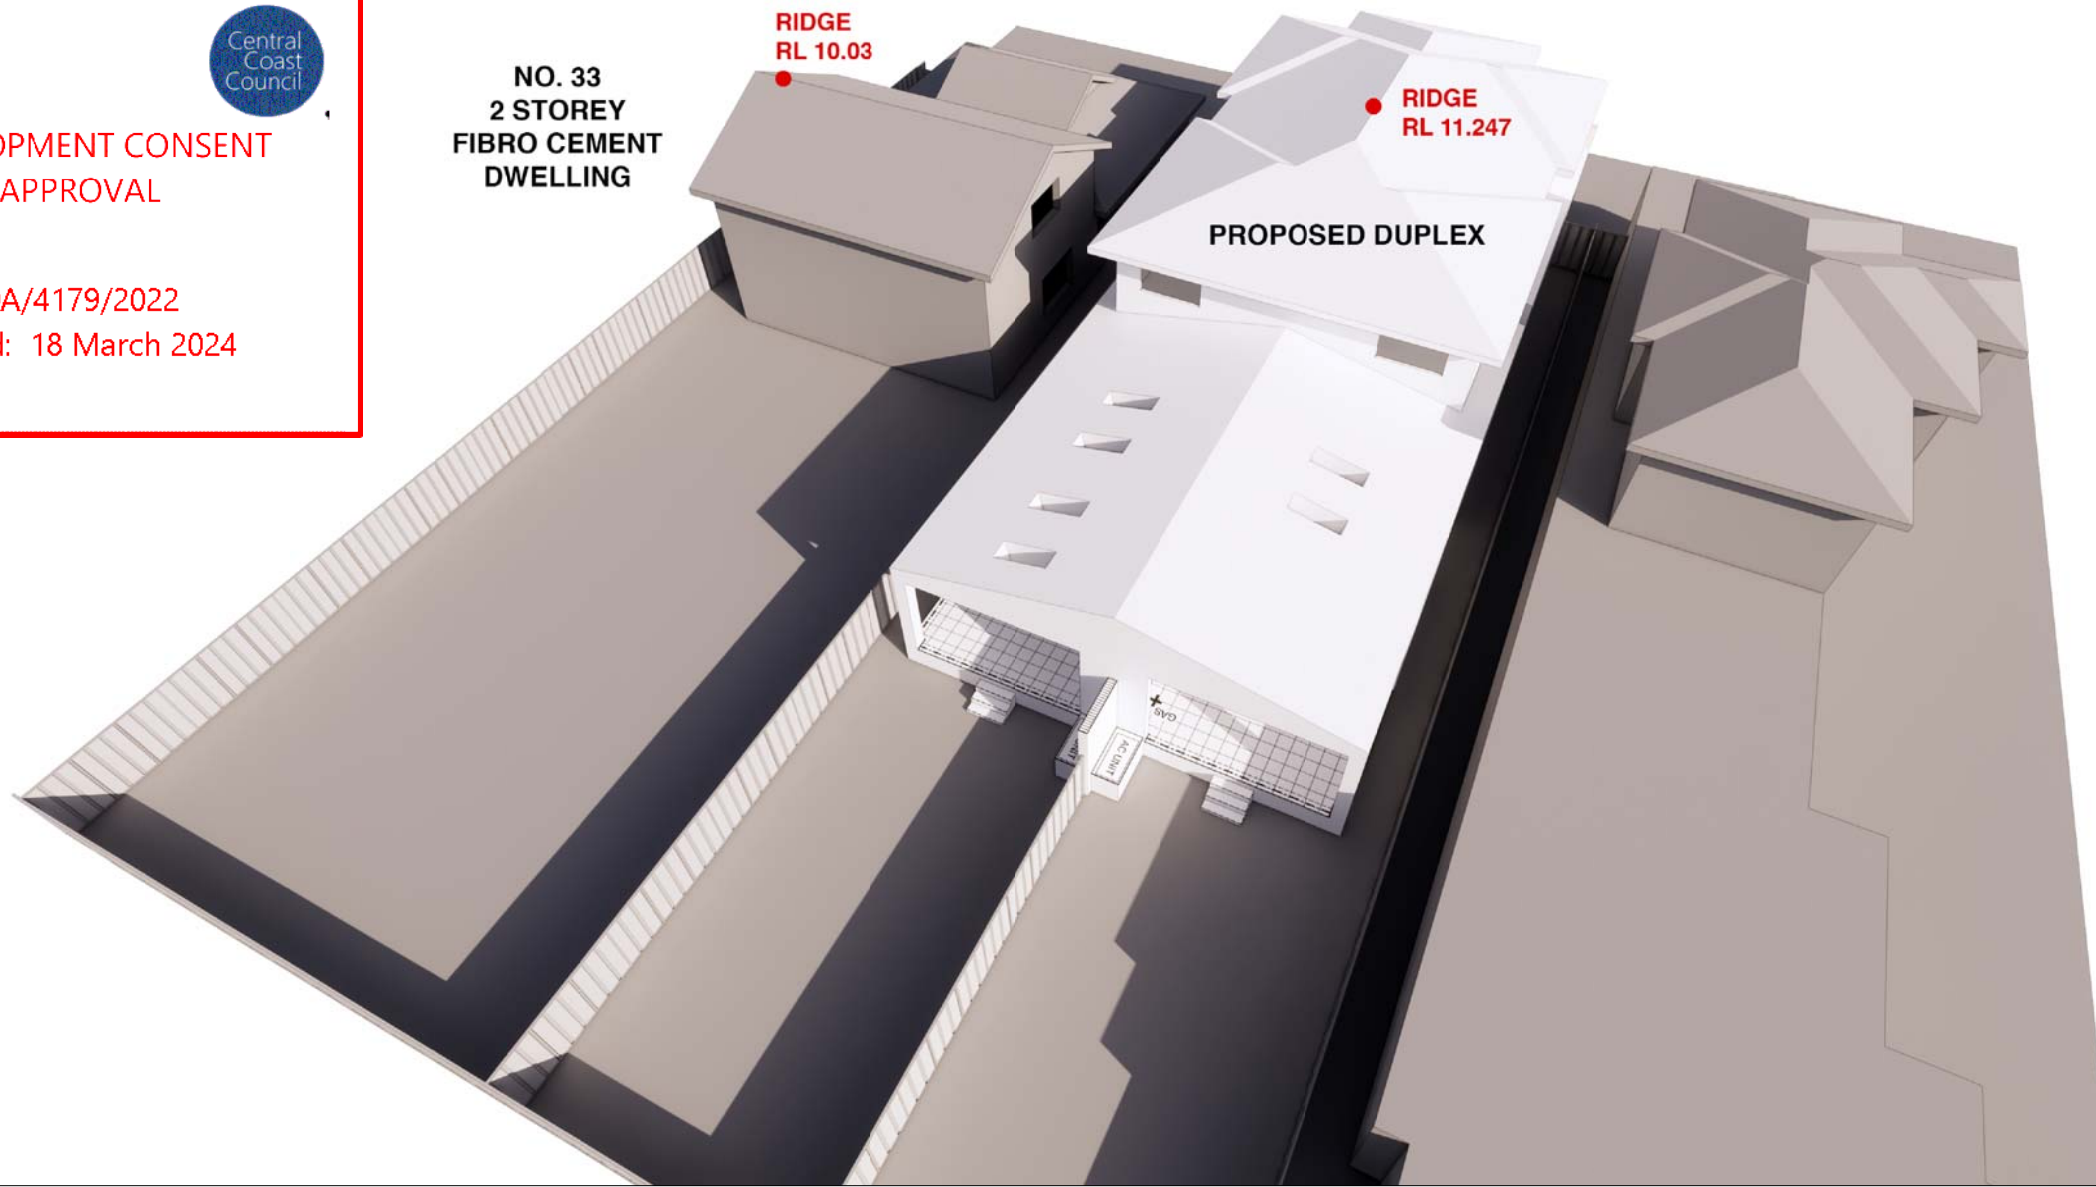 Central
Coast
Council
OPMENT CONSENT
APPROVAL
A/4179/2022
d: 18 March 2024
NO. 33
2 STOREY
FIBRO CEMENT
DWELLING
RIDGE
RL 10.03
RIDGE
RL 11.247
PROPOSED DUPLEX
GAS
AC UNIT